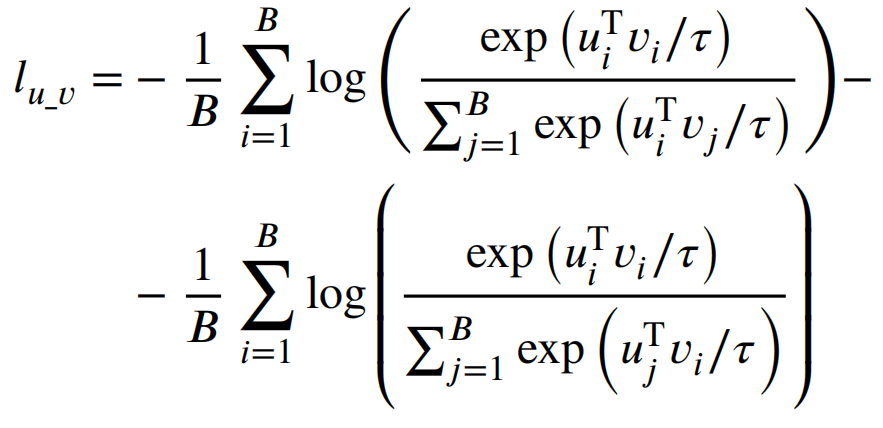 l_{u\_v} = - \frac{1}{B} \sum_{i=1}^{B} \log \left( \frac{\exp \left( u_i^{\mathrm{T}} v_i / \tau \right)}{\sum_{j=1}^{B} \exp \left( u_i^{\mathrm{T}} v_j / \tau \right)} \right) -
- \frac{1}{B} \sum_{i=1}^{B} \log \left( \frac{\exp \left( u_i^{\mathrm{T}} v_i / \tau \right)}{\sum_{j=1}^{B} \exp \left( u_j^{\mathrm{T}} v_i / \tau \right)} \right)